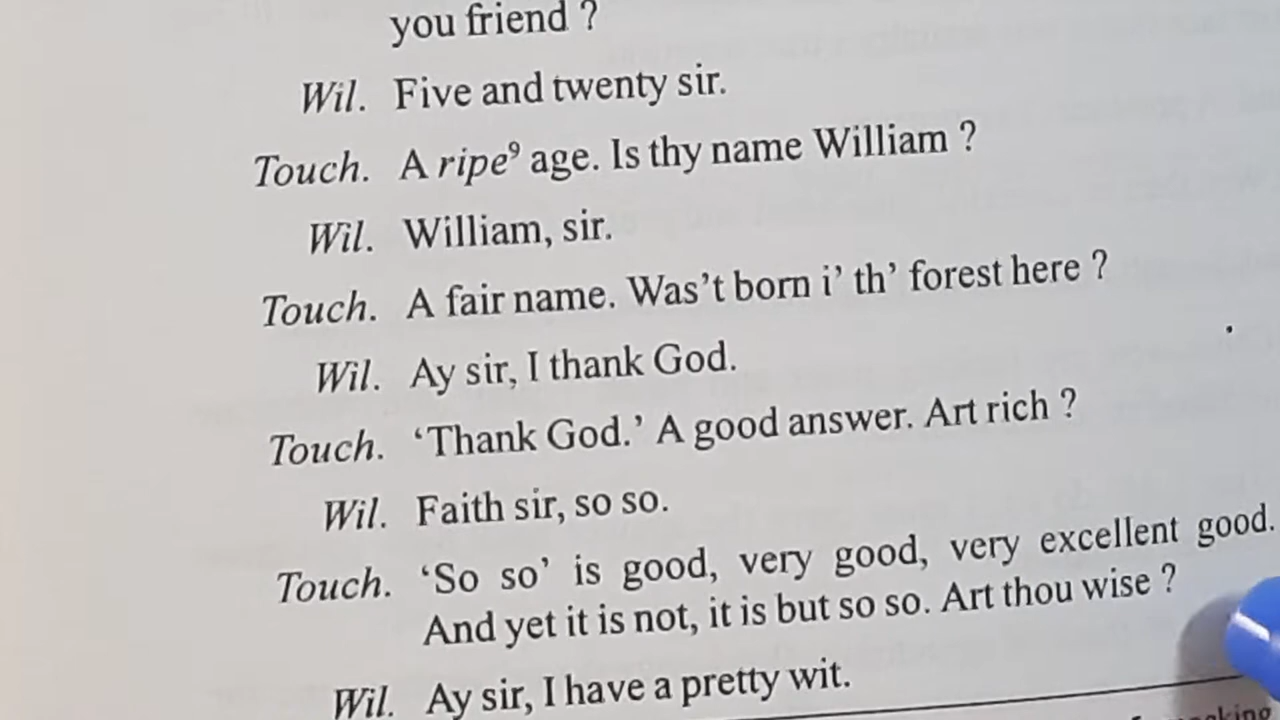 you friend ?
Wil. Five and twenty sir.
Touch. A ripe⁹ age. Is thy name William ?
Wil. William, sir.
Touch. A fair name. Was’t born i’ th’ forest here ?
Wil. Ay sir, I thank God.
Touch. ‘Thank God.’ A good answer. Art rich ?
Wil. Faith sir, so so.
Touch. ‘So so’ is good, very good, very excellent good.
And yet it is not, it is but so so. Art thou wise ?
Wil. Ay sir, I have a pretty wit.